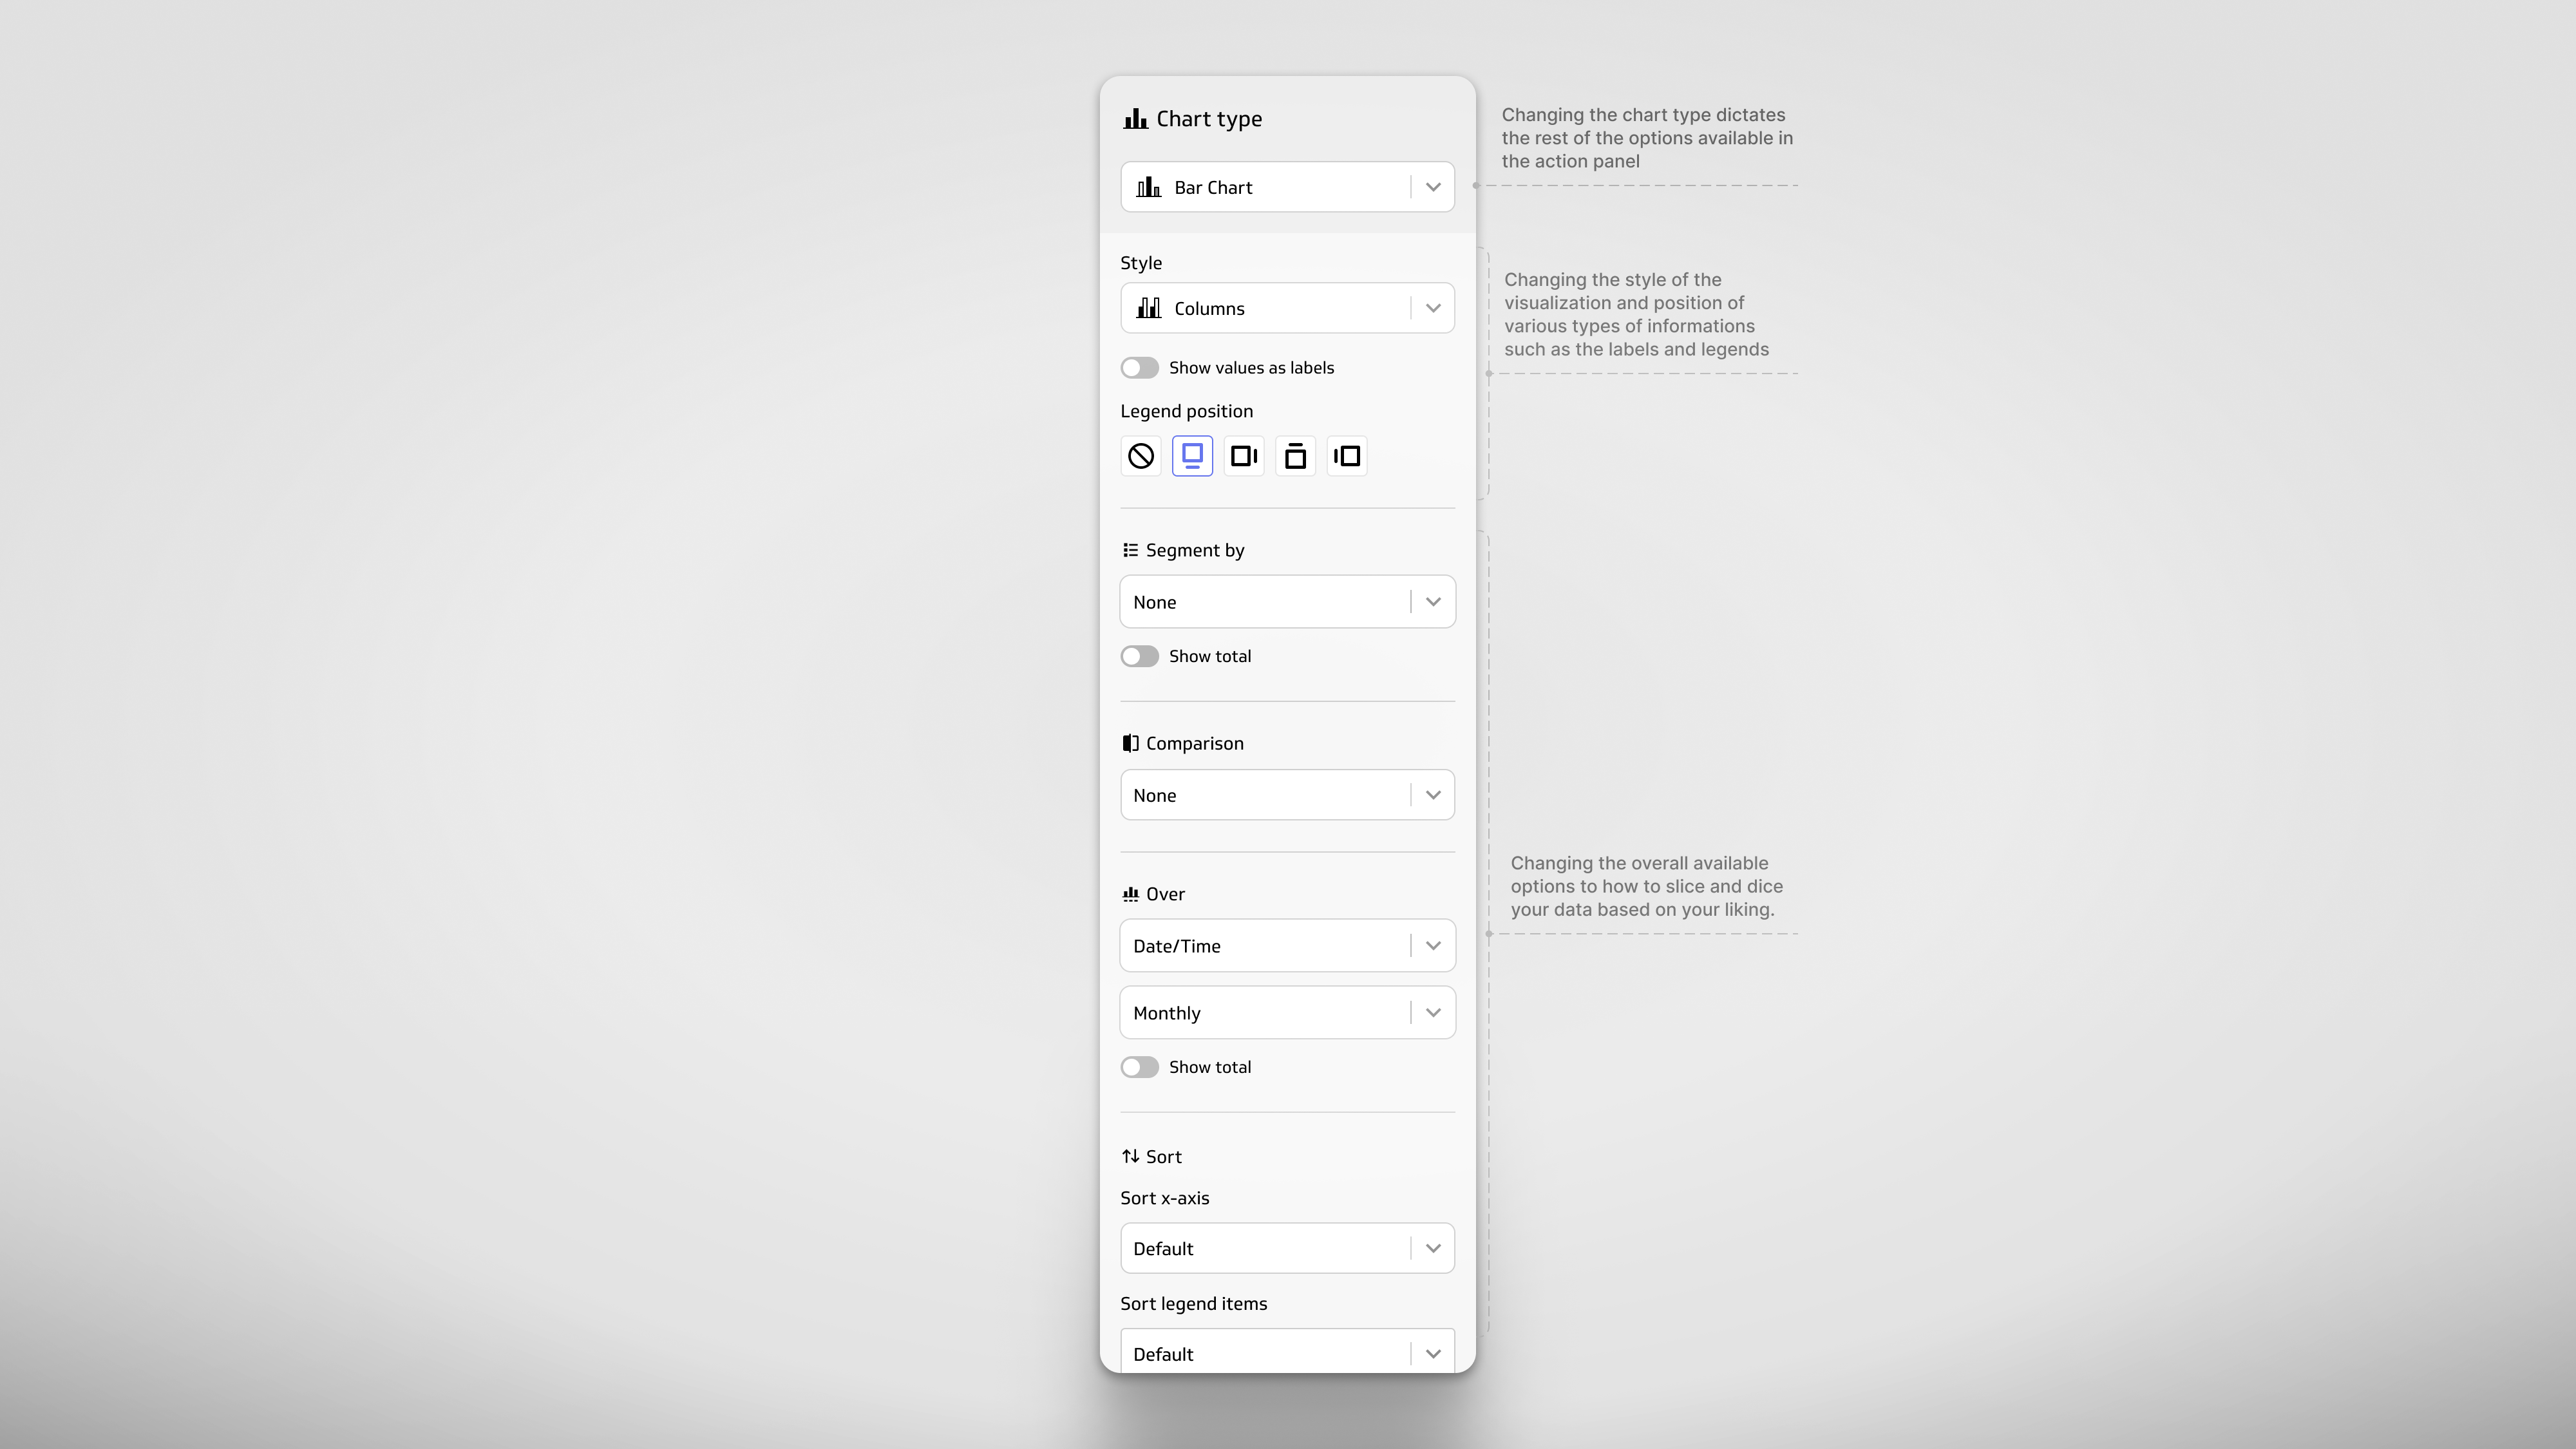 Chart type
Bar Chart
Changing the chart type dictates
the rest of the options available in
the action panel
Style
Columns
Show values as labels
Legend position
Changing the style of the
visualization and position of
various types of informations
such as the labels and legends
Segment by
None
Show total
Comparison
None
Over
Date/Time
Monthly
Show total
Changing the overall available
options to how to slice and dice
your data based on your liking.
Sort
Sort x-axis
Default
Sort legend items
Default